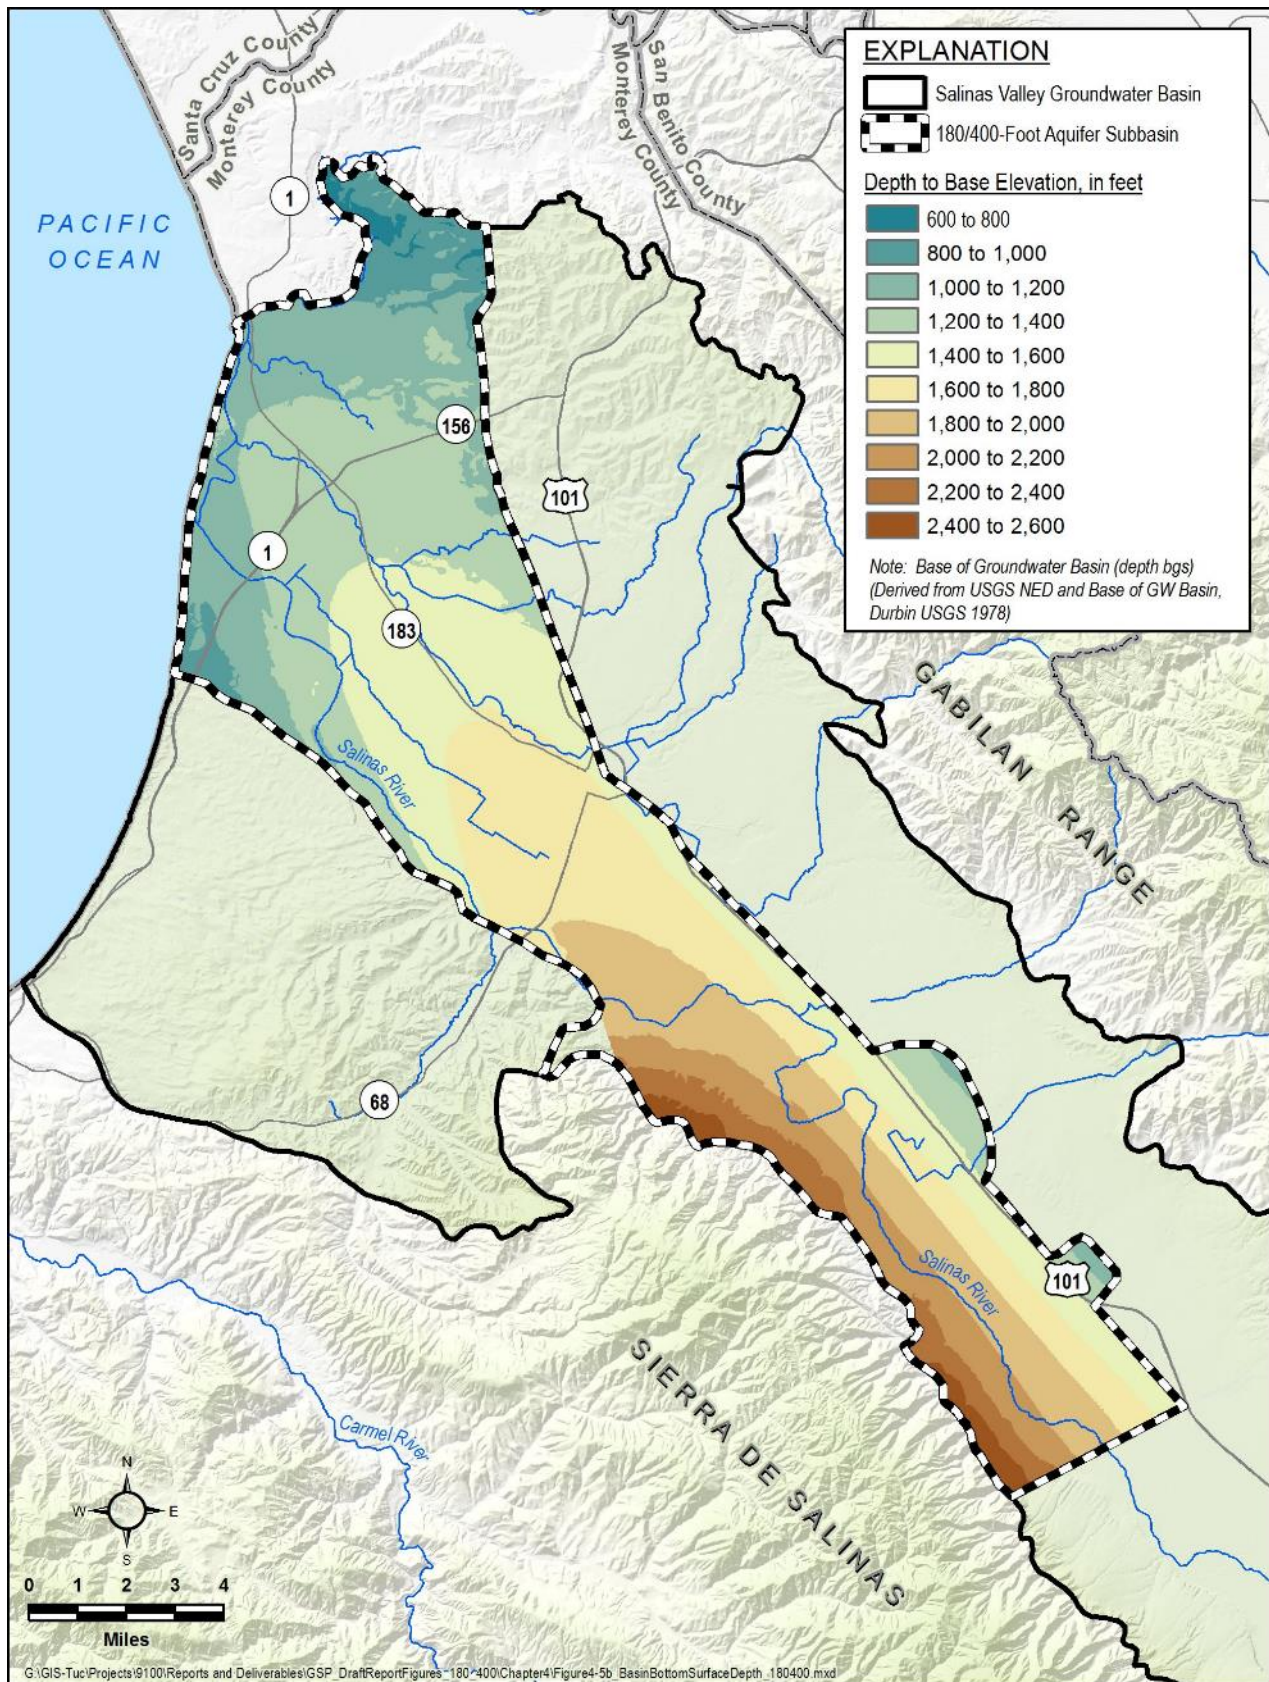 Santa Cruz County
Monterey County
San Benito County
Monterey County
EXPLANATION
Salinas Valley Groundwater Basin
180/400-Foot Aquifer Subbasin
Depth to Base Elevation, in feet
600 to 800
800 to 1,000
1,000 to 1,200
1,200 to 1,400
1,400 to 1,600
1,600 to 1,800
1,800 to 2,000
2,000 to 2,200
2,200 to 2,400
2,400 to 2,600
Note: Base of Groundwater Basin (depth bgs)
(Derived from USGS NED and Base of GW Basin,
Durbin USGS 1978)
1
PACIFIC
OCEAN
156
101
1
183
GABILAN RANGE
Salinas River
68
101
Salinas River
SIERRA DE SALINAS
Carmel River
N
W E
S
0 1 2 3 4
Miles
G:\GIS-Tuc\Projects\9100\Reports and Deliverables\GSP_DraftReportFigures_180_400\Chapter4\Figure4-5b_BasinBottomSurfaceDepth_180400.mxd